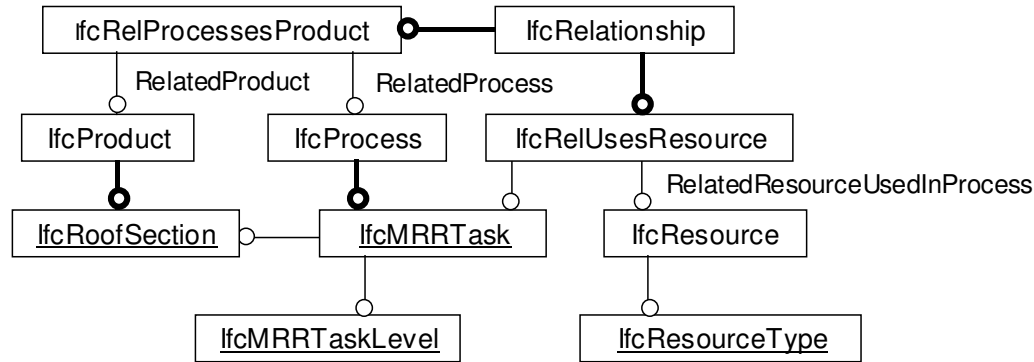 IfcRelProcessesProduct
IfcRelationship
RelatedProduct
RelatedProcess
IfcProduct
IfcProcess
IfcRelUsesResource
RelatedResourceUsedInProcess
IfcRoofSection
IfcMRRTask
IfcResource
IfcMRRTaskLevel
IfcResourceType